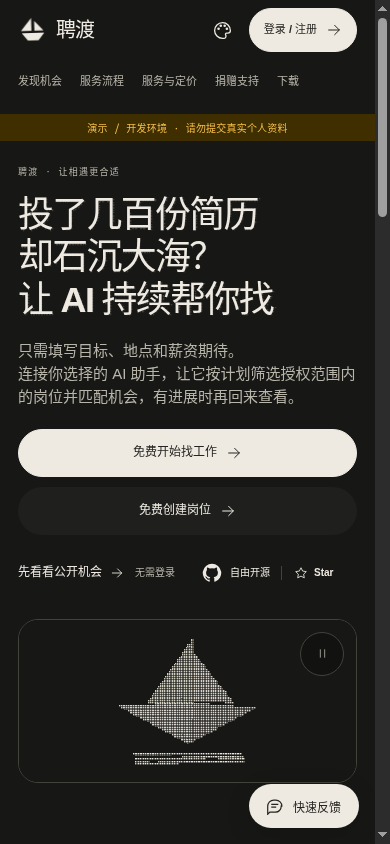 聘渡
登录 / 注册
发现机会 服务流程 服务与定价 捐赠支持 下载
演示 / 开发环境 · 请勿提交真实个人资料
聘渡 · 让相遇更合适
投了几百份简历
却石沉大海？
让 AI 持续帮你找
只需填写目标、地点和薪资期待。
连接你选择的 AI 助手，让它按计划筛选授权范围内
的岗位并匹配机会，有进展时再回来查看。
免费开始找工作
免费创建岗位
先看看公开机会 无需登录 自由开源 Star
快速反馈